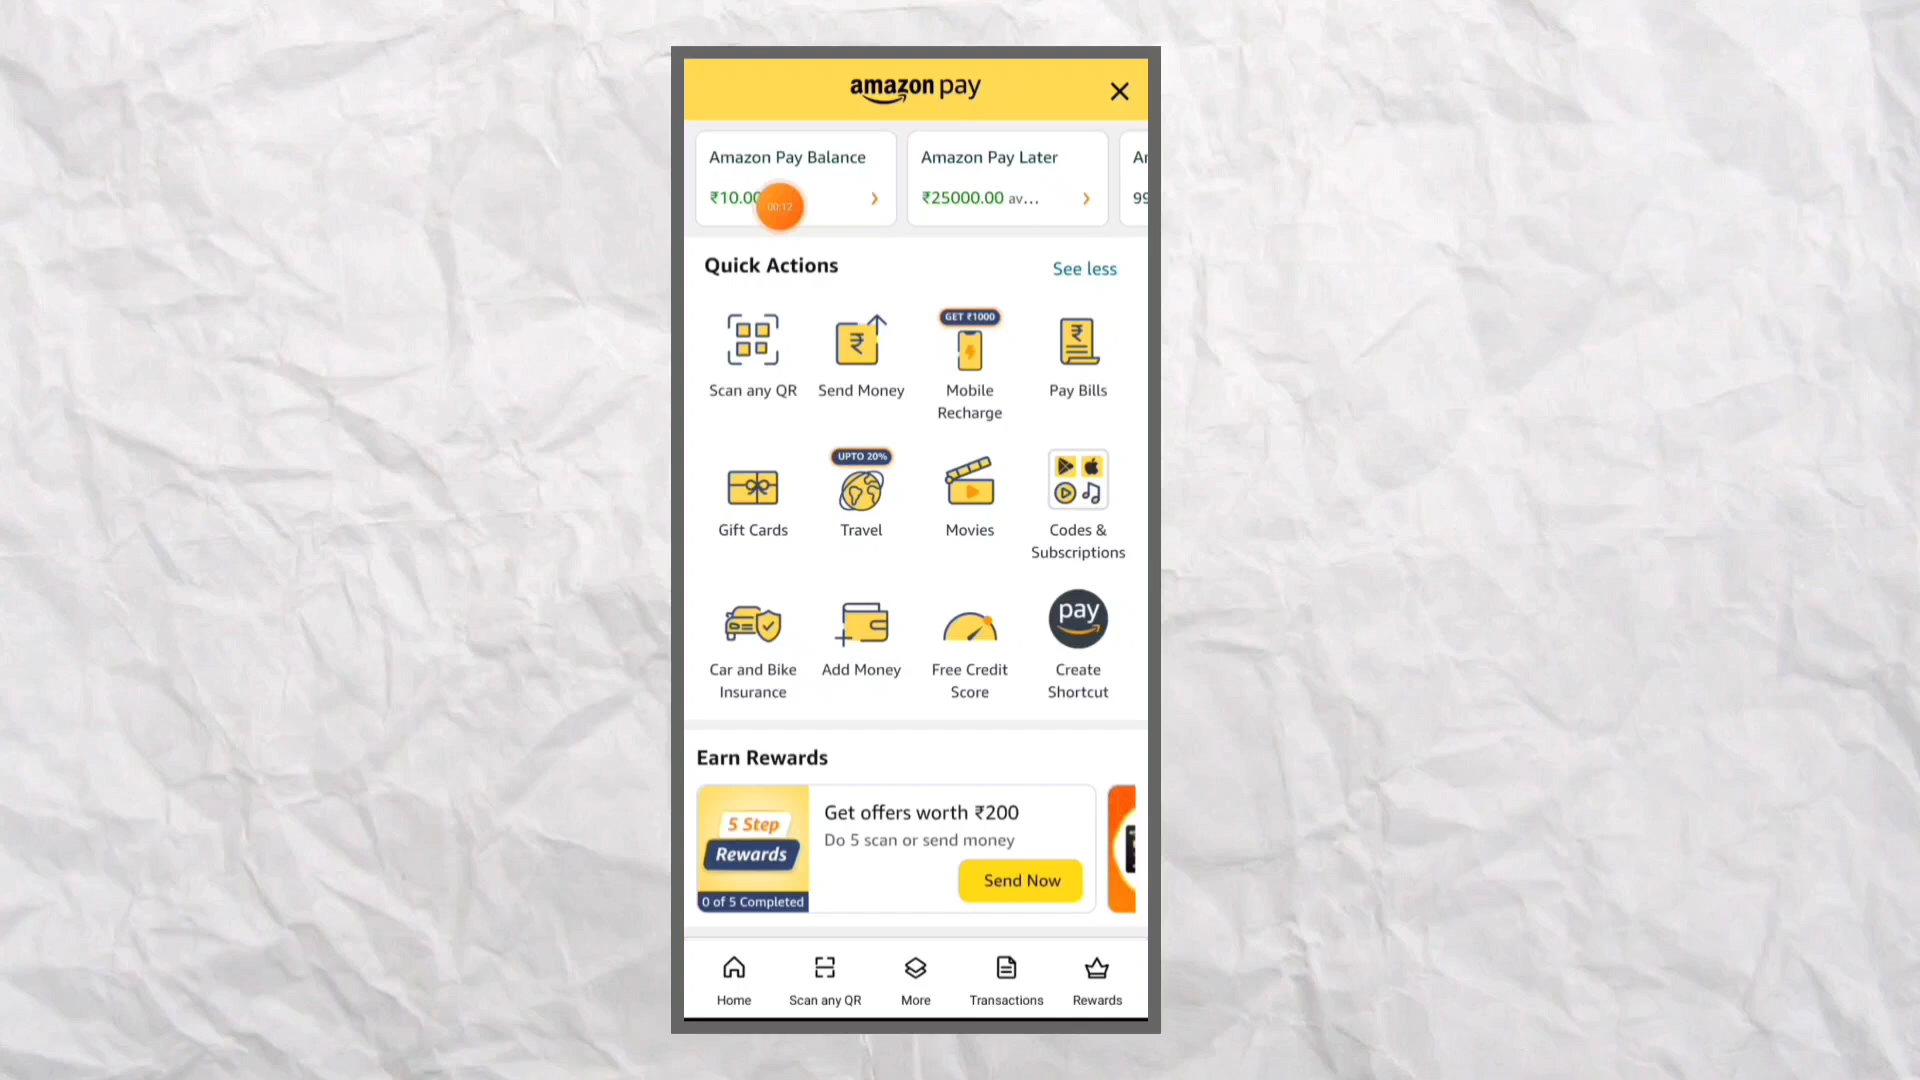 amazon pay
Amazon Pay Balance
₹10.00
00:12
Amazon Pay Later
₹25000.00 av...
Quick Actions
See less
Scan any QR
Send Money
GET ₹1000
Mobile
Recharge
Pay Bills
Gift Cards
UPTO 20%
Travel
Movies
Codes &
Subscriptions
Car and Bike
Insurance
Add Money
Free Credit
Score
pay
Create
Shortcut
Earn Rewards
5 Step
Rewards
0 of 5 Completed
Get offers worth ₹200
Do 5 scan or send money
Send Now
Home
Scan any QR
More
Transactions
Rewards